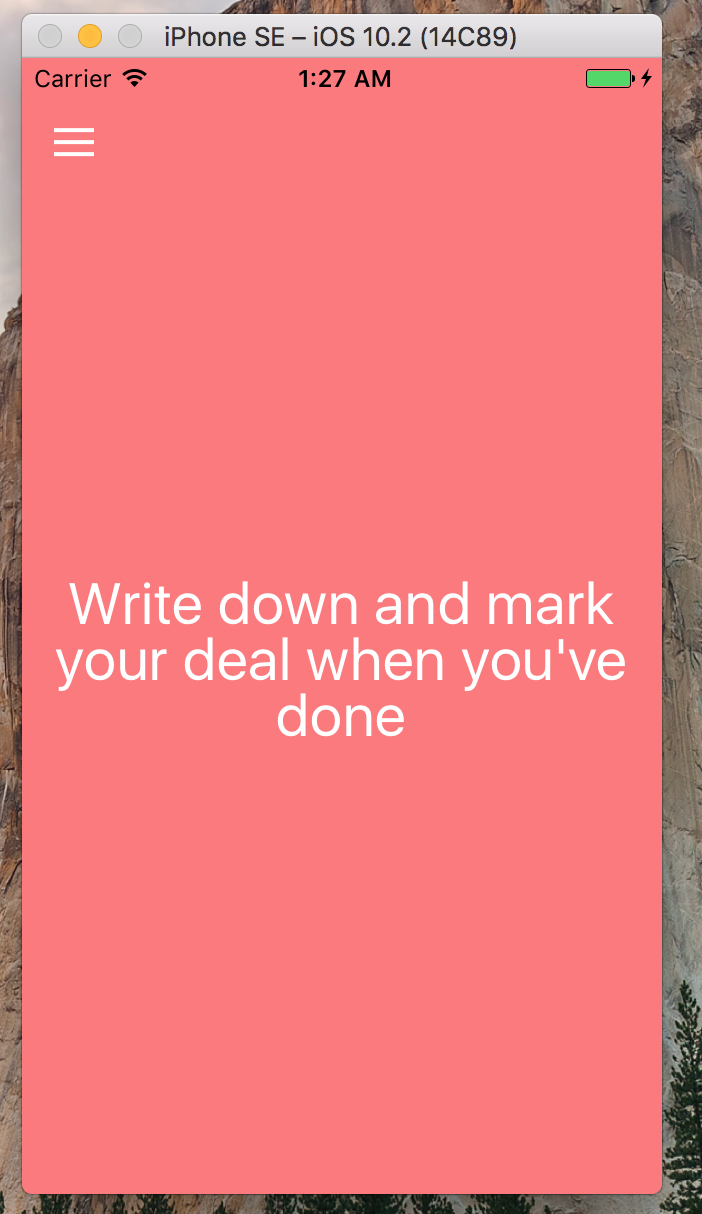 iPhone SE – iOS 10.2 (14C89)
Carrier 1:27 AM
Write down and mark
your deal when you've
done